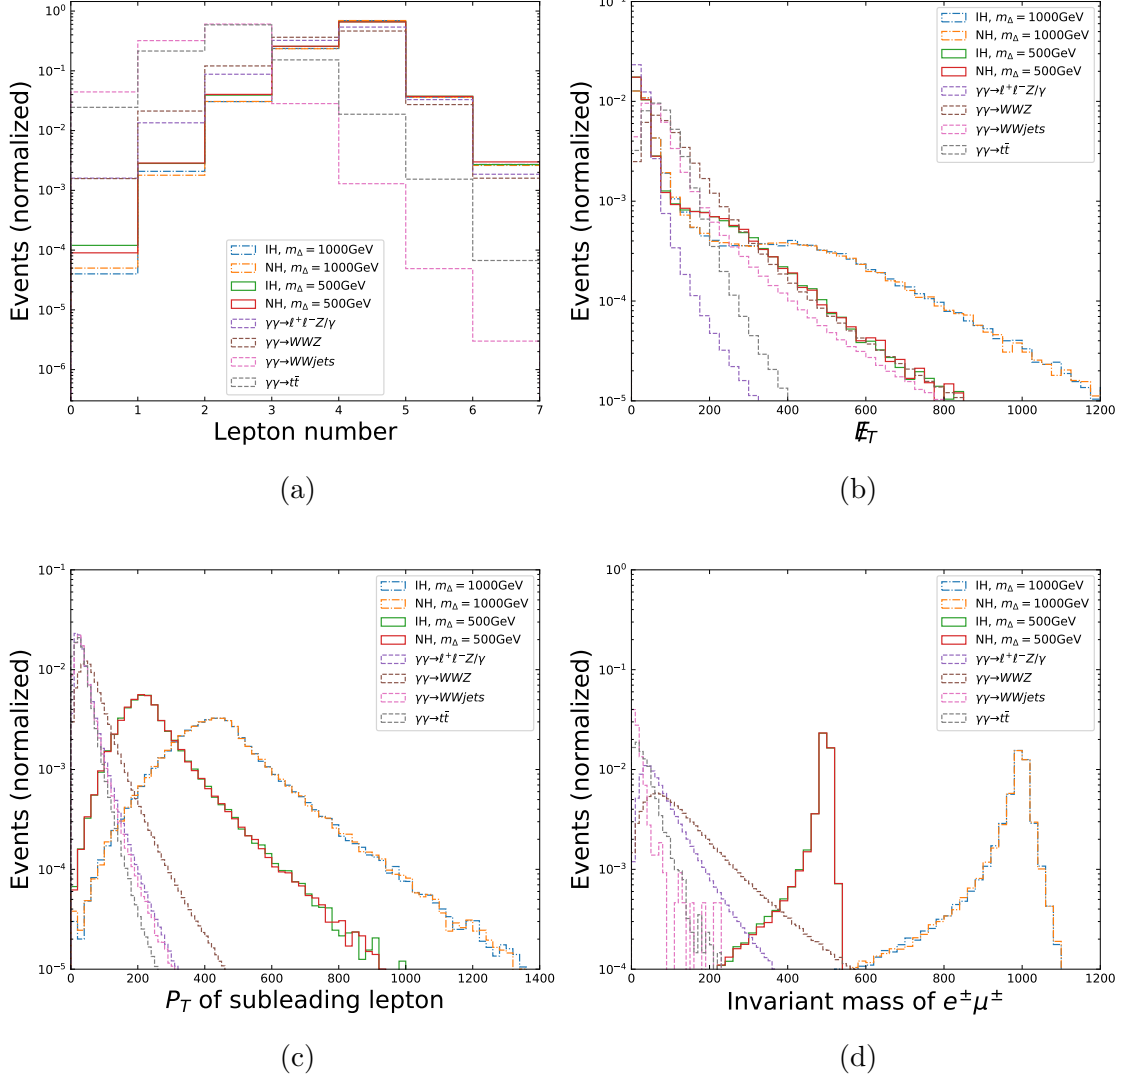 10⁰
10⁻¹
10⁻²
10⁻³
10⁻⁴
10⁻⁵
10⁻⁶
Events (normalized)
IH, m_Δ = 1000GeV
NH, m_Δ = 1000GeV
IH, m_Δ = 500GeV
NH, m_Δ = 500GeV
γγ→ℓ⁺ℓ⁻Z/γ
γγ→WWZ
γγ→WWjets
γγ→tt̄
0 1 2 3 4 5 6 7
Lepton number
(a)
10⁻¹
10⁻²
10⁻³
10⁻⁴
10⁻⁵
Events (normalized)
IH, m_Δ = 1000GeV
NH, m_Δ = 1000GeV
IH, m_Δ = 500GeV
NH, m_Δ = 500GeV
γγ→ℓ⁺ℓ⁻Z/γ
γγ→WWZ
γγ→WWjets
γγ→tt̄
0 200 400 600 800 1000 1200
E̸_T
(b)
10⁻¹
10⁻²
10⁻³
10⁻⁴
10⁻⁵
Events (normalized)
IH, m_Δ = 1000GeV
NH, m_Δ = 1000GeV
IH, m_Δ = 500GeV
NH, m_Δ = 500GeV
γγ→ℓ⁺ℓ⁻Z/γ
γγ→WWZ
γγ→WWjets
γγ→tt̄
0 200 400 600 800 1000 1200 1400
P_T of subleading lepton
(c)
10⁰
10⁻¹
10⁻²
10⁻³
10⁻⁴
Events (normalized)
IH, m_Δ = 1000GeV
NH, m_Δ = 1000GeV
IH, m_Δ = 500GeV
NH, m_Δ = 500GeV
γγ→ℓ⁺ℓ⁻Z/γ
γγ→WWZ
γγ→WWjets
γγ→tt̄
0 200 400 600 800 1000 1200
Invariant mass of e^±μ^±
(d)